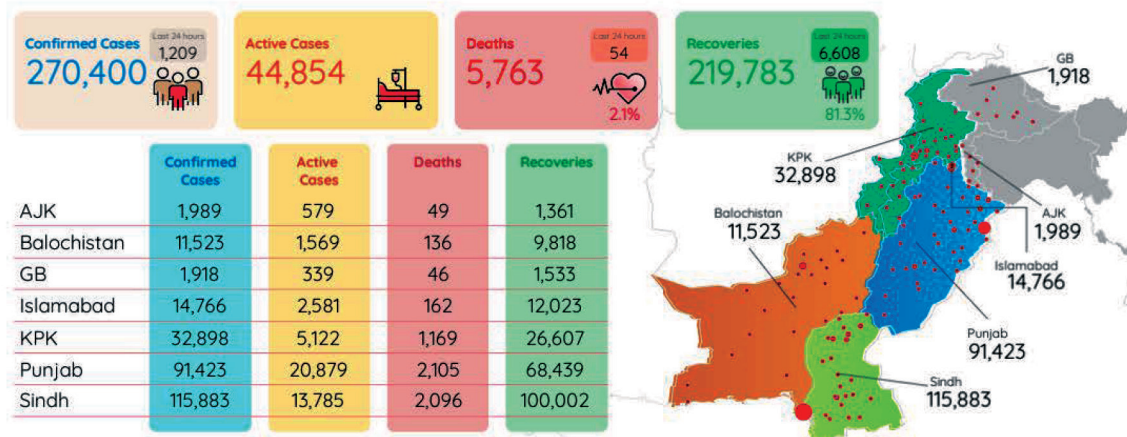 Confirmed Cases
270,400
Last 24 hours
1,209
Active Cases
44,854
Deaths
5,763
Last 24 hours
54
2.1%
Recoveries
219,783
Last 24 hours
6,608
81.3%
Confirmed Cases Active Cases Deaths Recoveries
AJK 1,989 579 49 1,361
Balochistan 11,523 1,569 136 9,818
GB 1,918 339 46 1,533
Islamabad 14,766 2,581 162 12,023
KPK 32,898 5,122 1,169 26,607
Punjab 91,423 20,879 2,105 68,439
Sindh 115,883 13,785 2,096 100,002
GB
1,918
KPK
32,898
Balochistan
11,523
AJK
1,989
Islamabad
14,766
Punjab
91,423
Sindh
115,883